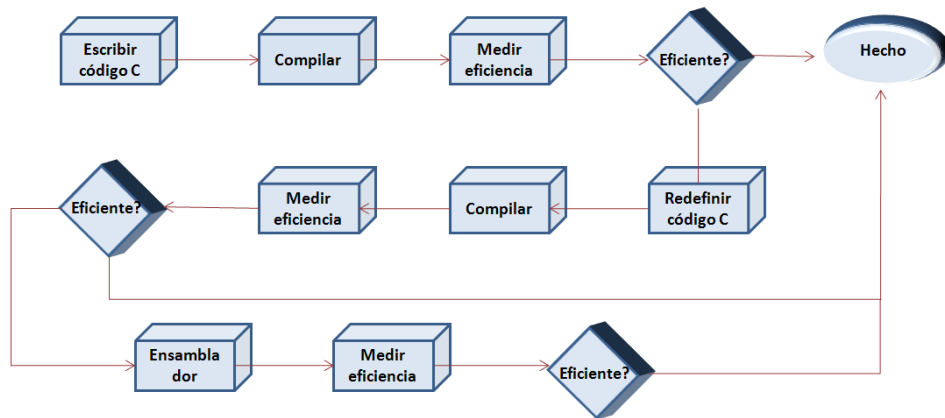 Escribir
código C
Compilar
Medir
eficiencia
Eficiente?
Hecho
Eficiente?
Medir
eficiencia
Compilar
Redefinir
código C
Ensambla
dor
Medir
eficiencia
Eficiente?